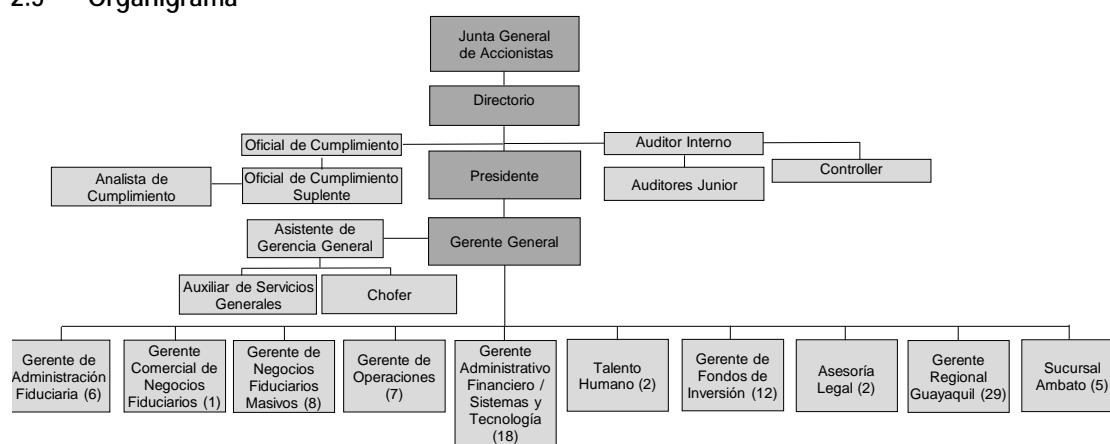 2.5 Organigrama
Junta General
de Accionistas
Directorio
Oficial de Cumplimiento
Auditor Interno
Controller
Analista de
Cumplimiento
Oficial de Cumplimiento
Suplente
Presidente
Auditores Junior
Asistente de
Gerencia General
Gerente General
Auxiliar de Servicios
Generales
Chofer
Gerente de
Administración
Fiduciaria (6)
Gerente
Comercial de
Negocios
Fiduciarios (1)
Gerente de
Negocios
Fiduciarios
Masivos (8)
Gerente de
Operaciones
(7)
Gerente
Administrativo
Financiero /
Sistemas y
Tecnología
(18)
Talento
Humano (2)
Gerente de
Fondos de
Inversión (12)
Asesoría
Legal (2)
Gerente
Regional
Guayaquil (29)
Sucursal
Ambato (5)